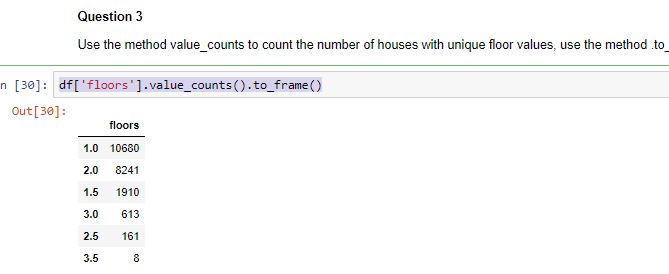 Question 3
Use the method value_counts to count the number of houses with unique floor values, use the method .to_
n [30]: df['floors'].value_counts().to_frame()
Out[30]:
floors
1.0 10680
2.0 8241
1.5 1910
3.0 613
2.5 161
3.5 8